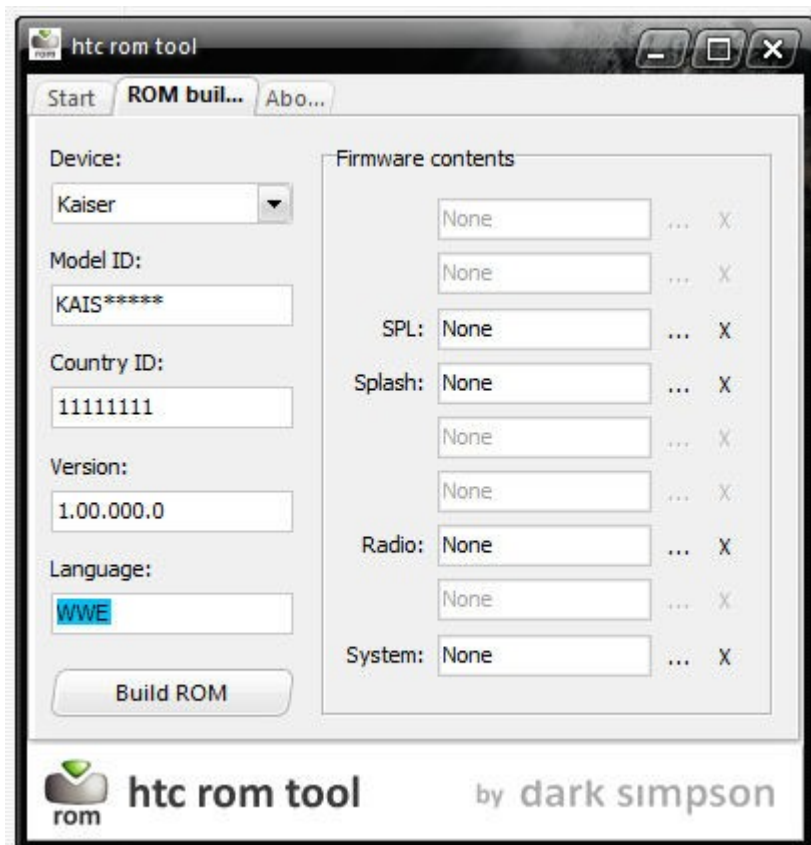 rom htc rom tool
Start ROM buil... Abo...
Device:
Kaiser
Model ID:
KAIS*****
Country ID:
11111111
Version:
1.00.000.0
Language:
WWE
Build ROM
Firmware contents
None ... X
None ... X
SPL: None ... X
Splash: None ... X
None ... X
None ... X
Radio: None ... X
None ... X
System: None ... X
rom htc rom tool by dark simpson